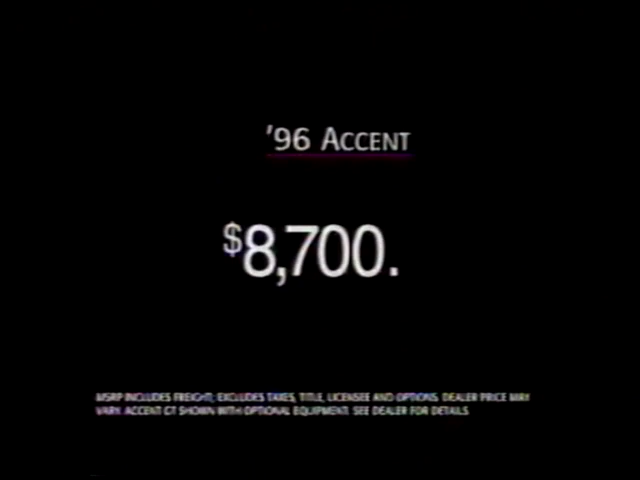 '96 ACCENT
$8,700.
MSRP INCLUDES FREIGHT; EXCLUDES TAXES, TITLE, LICENSEE AND OPTIONS. DEALER PRICE MAY
VARY. ACCENT GT SHOWN WITH OPTIONAL EQUIPMENT. SEE DEALER FOR DETAILS.